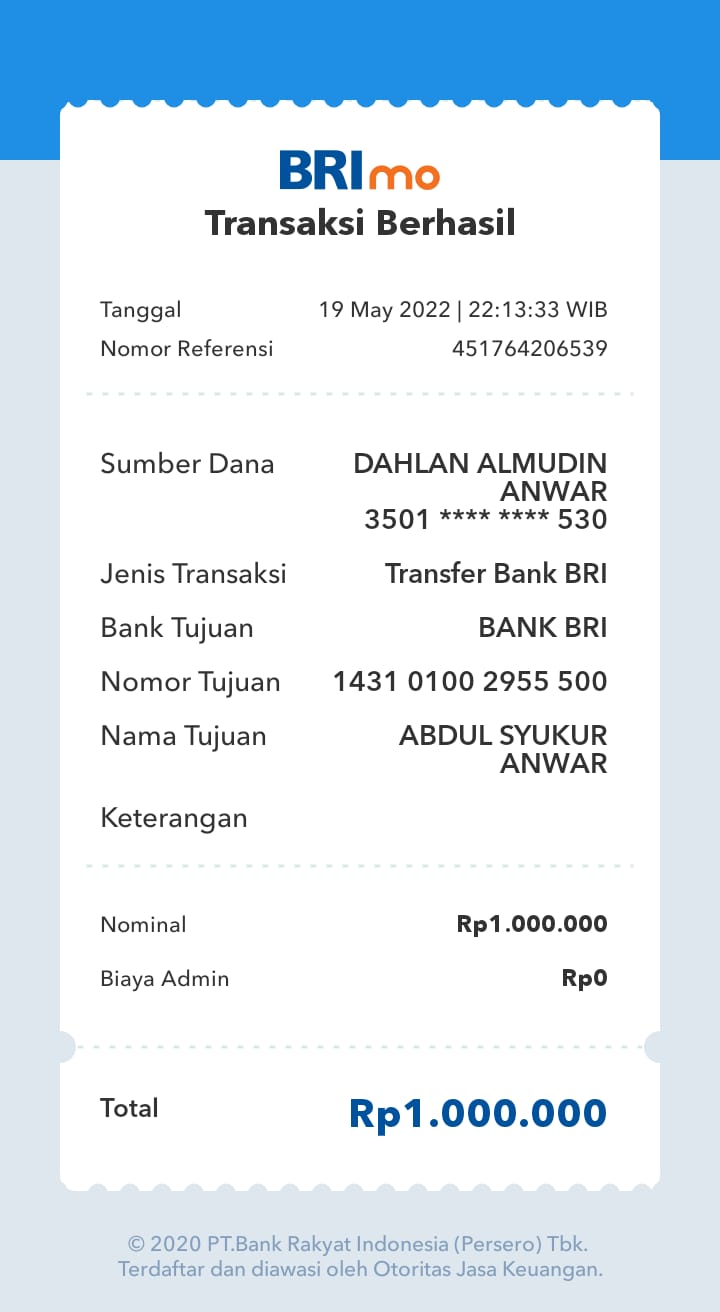 BRImo
Transaksi Berhasil
Tanggal 19 May 2022 | 22:13:33 WIB
Nomor Referensi 451764206539
Sumber Dana DAHLAN ALMUDIN
ANWAR
3501 **** **** 530
Jenis Transaksi Transfer Bank BRI
Bank Tujuan BANK BRI
Nomor Tujuan 1431 0100 2955 500
Nama Tujuan ABDUL SYUKUR
ANWAR
Keterangan
Nominal Rp1.000.000
Biaya Admin Rp0
Total Rp1.000.000
© 2020 PT.Bank Rakyat Indonesia (Persero) Tbk.
Terdaftar dan diawasi oleh Otoritas Jasa Keuangan.